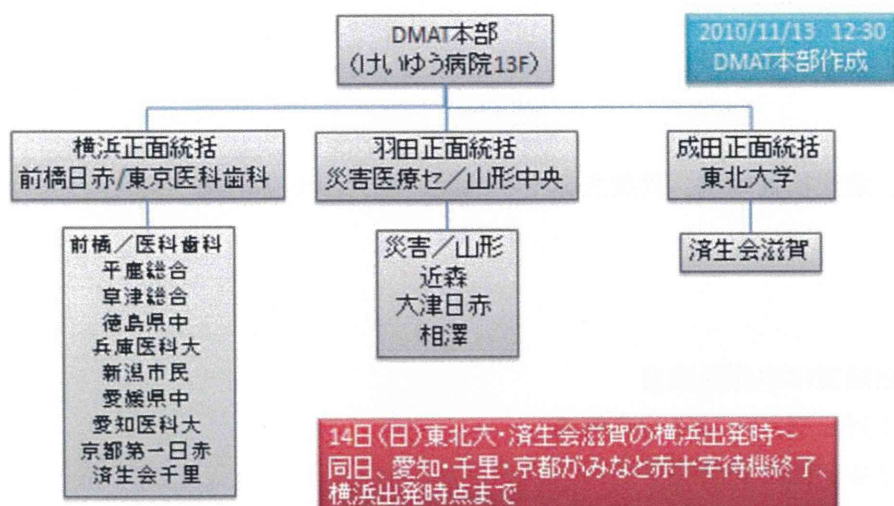 DMAT本部
(けいゆう病院13F)
2010/11/13 12:30
DMAT本部作成
横浜正面統括
前橋日赤/東京医科歯科
羽田正面統括
災害医療セ/山形中央
成田正面統括
東北大学
前橋/医科歯科
平鹿総合
草津総合
徳島県中
兵庫医科大
新潟市民
愛媛県中
愛知医科大
京都第一日赤
済生会千里
災害/山形
近森
大津日赤
相澤
済生会滋賀
14日(日)東北大・済生会滋賀の横浜出発時~
同日、愛知・千里・京都がみなと赤十字待機終了、
横浜出発時点まで